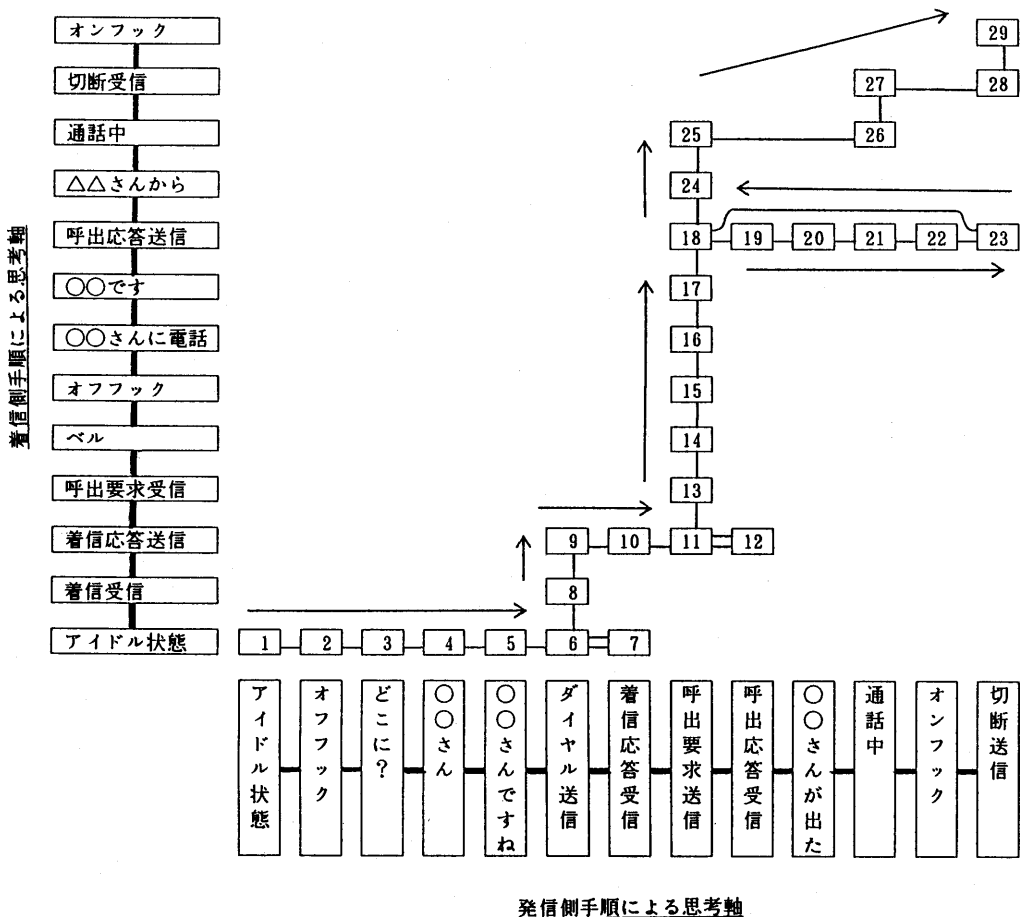 オンフック
切断受信
通話中
△△さんから
呼出応答送信
○○です
○○さんに電話
オフフック
ベル
呼出要求受信
着信応答送信
着信受信
アイドル状態
着信側手順による思考軸
29
27
28
25
26
24
18
19
20
21
22
23
17
16
15
14
13
9
10
11
12
8
1
2
3
4
5
6
7
アイドル状態
オフフック
どこに?
○○さん
○○さんですね
ダイヤル送信
着信応答受信
呼出要求送信
呼出応答受信
○○さんが出た
通話中
オンフック
切断送信
発信側手順による思考軸